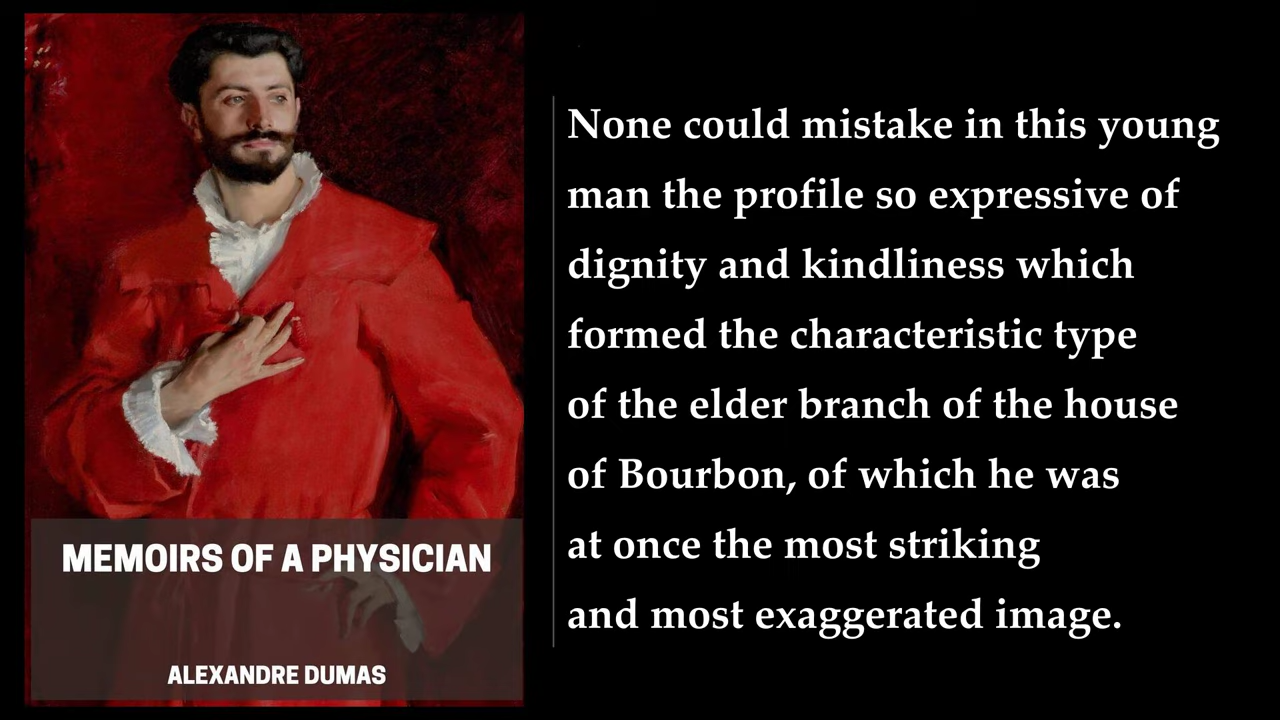 MEMOIRS OF A PHYSICIAN
ALEXANDRE DUMAS
None could mistake in this young
man the profile so expressive of
dignity and kindliness which
formed the characteristic type
of the elder branch of the house
of Bourbon, of which he was
at once the most striking
and most exaggerated image.